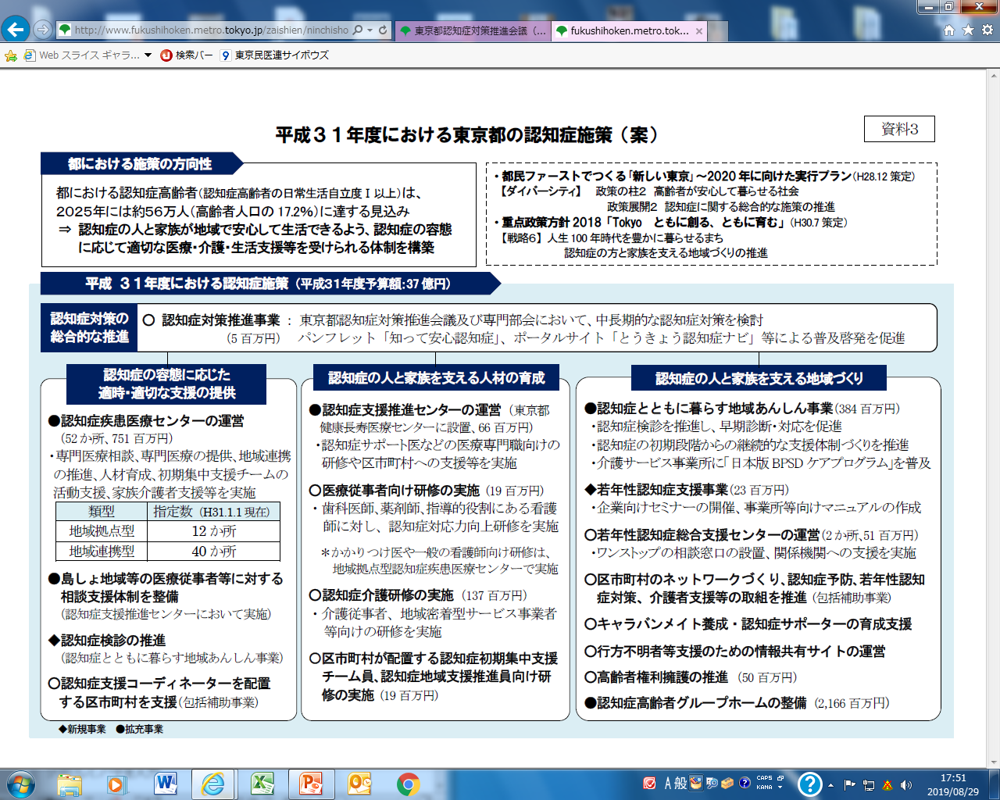 http://www.fukushihoken.metro.tokyo.jp/zaishien/ninchisho
東京都認知症対策推進会議（...
fukushihoken.metro.tok...
Web スライス ギャラ...
検索バー
東京民医連サイボウズ
平成３１年度における東京都の認知症施策（案）
資料3
都における施策の方向性
都における認知症高齢者（認知症高齢者の日常生活自立度Ⅰ以上）は、
2025年には約56万人（高齢者人口の 17.2％）に達する見込み
⇒ 認知症の人と家族が地域で安心して生活できるよう、認知症の容態
に応じて適切な医療・介護・生活支援等を受けられる体制を構築
・都民ファーストでつくる「新しい東京」～2020 年に向けた実行プラン（H28.12 策定）
【ダイバーシティ】 政策の柱２ 高齢者が安心して暮らせる社会
政策展開２ 認知症に関する総合的な施策の推進
・重点政策方針 2018「Tokyo ともに創る、ともに育む」（H30.7 策定）
【戦略６】 人生 100 年時代を豊かに暮らせるまち
認知症の方と家族を支える地域づくりの推進
平成 ３１年度における認知症施策（平成31年度予算額：37 億円）
認知症対策の
総合的な推進
〇 認知症対策推進事業 ： 東京都認知症対策推進会議及び専門部会において、中長期的な認知症対策を検討
（5 百万円） パンフレット「知って安心認知症」、ポータルサイト「とうきょう認知症ナビ」等による普及啓発を促進
認知症の容態に応じた
適時・適切な支援の提供
●認知症疾患医療センターの運営
（52 か所、751 百万円）
・専門医療相談、専門医療の提供、地域連携
の推進、人材育成、初期集中支援チームの
活動支援、家族介護者支援等を実施
類型 指定数（H31.1.1 現在）
地域拠点型 12 か所
地域連携型 40 か所
●島しょ地域等の医療従事者等に対する
相談支援体制を整備
（認知症支援推進センターにおいて実施）
◆認知症検診の推進
（認知症とともに暮らす地域あんしん事業）
〇認知症支援コーディネーターを配置
する区市町村を支援（包括補助事業）
認知症の人と家族を支える人材の育成
●認知症支援推進センターの運営 （東京都
健康長寿医療センターに設置、66 百万円）
・認知症サポート医などの医療専門職向けの
研修や区市町村への支援等を実施
〇医療従事者向け研修の実施（19 百万円）
・歯科医師、薬剤師、指導的役割にある看護
師に対し、認知症対応力向上研修を実施
＊かかりつけ医や一般の看護師向け研修は、
地域拠点型認知症疾患医療センターで実施
〇認知症介護研修の実施（137 百万円）
・介護従事者、地域密着型サービス事業者
等向けの研修を実施
〇区市町村が配置する認知症初期集中支援
チーム員、認知症地域支援推進員向け研
修の実施（19 百万円）
認知症の人と家族を支える地域づくり
●認知症とともに暮らす地域あんしん事業（384 百万円）
・認知症検診を推進し、早期診断・対応を促進
・認知症の初期段階からの継続的な支援体制づくりを推進
・介護サービス事業所に「日本版 BPSD ケアプログラム」を普及
◆若年性認知症支援事業（23 百万円）
・企業向けセミナーの開催、事業所等向けマニュアルの作成
〇若年性認知症総合支援センターの運営（2 か所、51 百万円）
・ワンストップの相談窓口の設置、関係機関への支援を実施
〇区市町村のネットワークづくり、認知症予防、若年性認知
症対策、介護者支援等の取組を推進（包括補助事業）
〇キャラバンメイト養成・認知症サポーターの育成支援
〇行方不明者等支援のための情報共有サイトの運営
〇高齢者権利擁護の推進 （50 百万円）
●認知症高齢者グループホームの整備（2,166 百万円）
◆新規事業 ●拡充事業
A 般
CAPS
KANA
17:51
2019/08/29